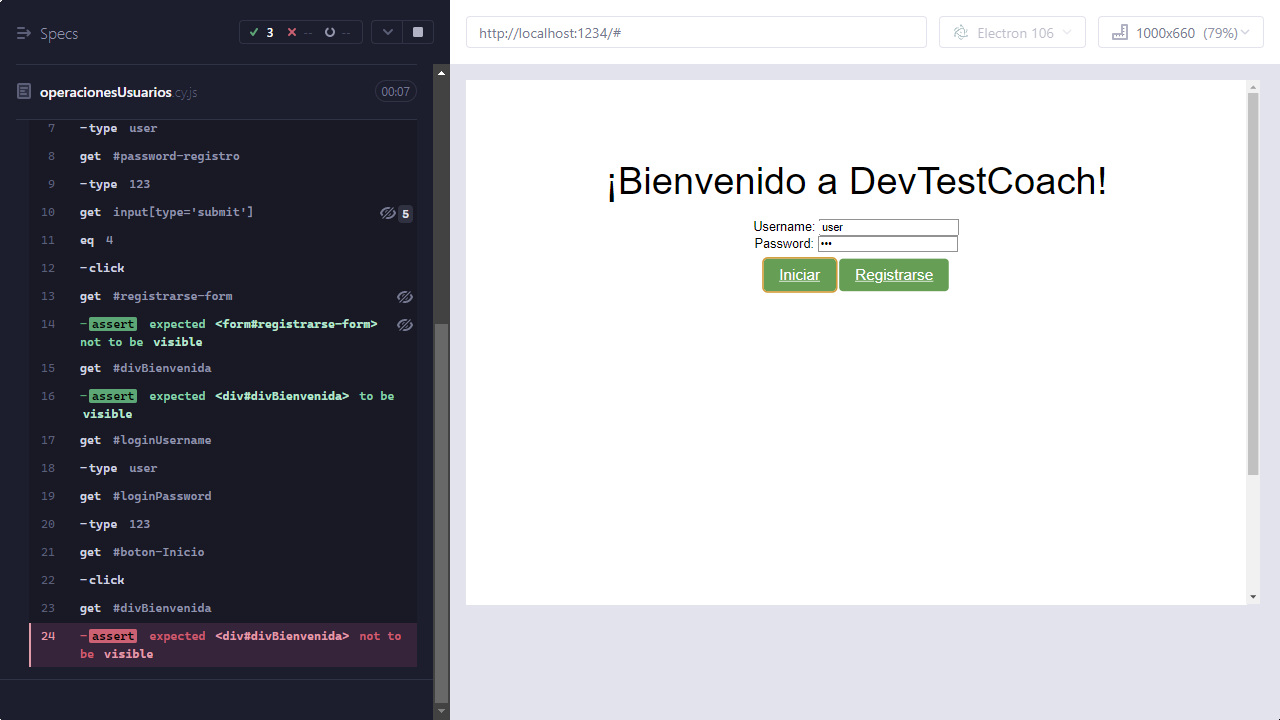 Specs
3 -- --
operacionesUsuarios.cy.js
00:07
7 -type user
8 get #password-registro
9 -type 123
10 get input[type='submit'] 5
11 eq 4
12 -click
13 get #registrarse-form
14 -assert expected <form#registrarse-form>
not to be visible
15 get #divBienvenida
16 -assert expected <div#divBienvenida> to be
visible
17 get #loginUsername
18 -type user
19 get #loginPassword
20 -type 123
21 get #boton-Inicio
22 -click
23 get #divBienvenida
24 -assert expected <div#divBienvenida> not to
be visible
http://localhost:1234/#
Electron 106
1000x660 (79%)
¡Bienvenido a DevTestCoach!
Username: user
Password: •••
Iniciar
Registrarse